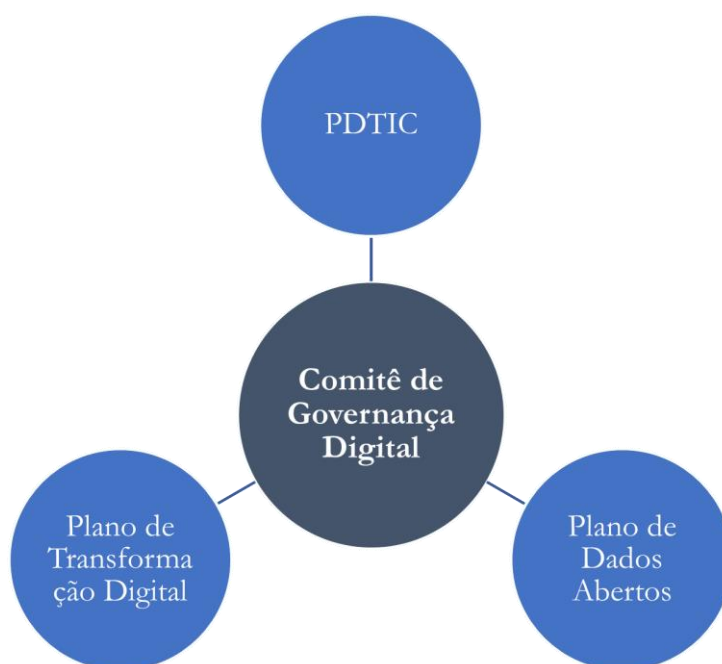 PDTIC
Comitê de
Governança
Digital
Plano de
Transforma
ção Digital
Plano de
Dados
Abertos